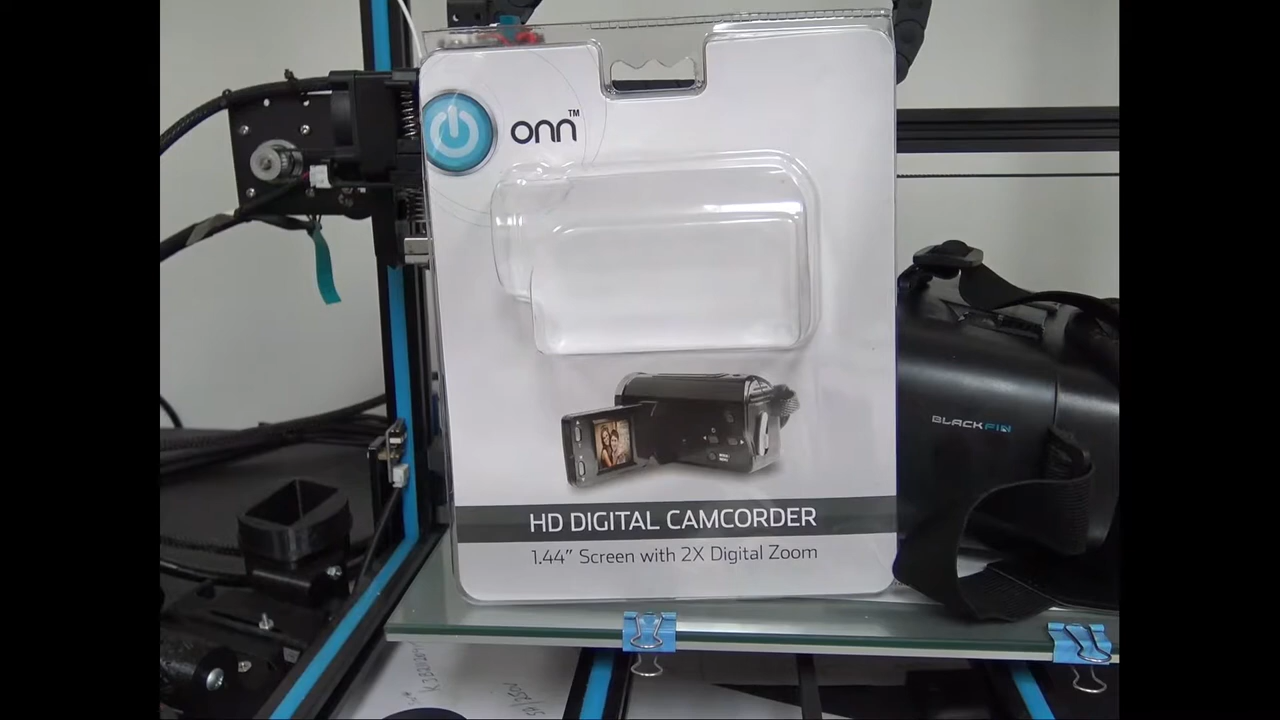 onn™
BLACKFIN
HD DIGITAL CAMCORDER
1.44” Screen with 2X Digital Zoom